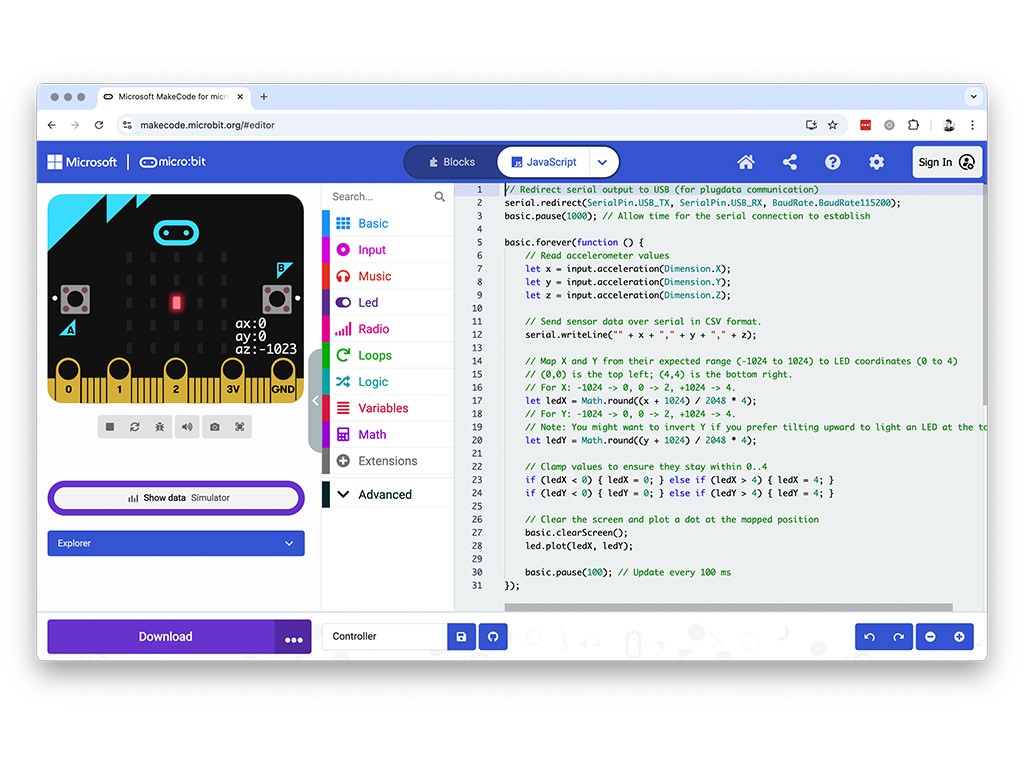 Microsoft MakeCode for micr
makecode.microbit.org/#editor
Microsoft
micro:bit
Blocks
JS JavaScript
Sign In
B
A
ax:0
ay:0
az:-1023
0 1 2 3V GND
Show data Simulator
Explorer
Search...
Basic
Input
Music
Led
Radio
Loops
Logic
Variables
Math
Extensions
Advanced
1 // Redirect serial output to USB (for plugdata communication)
2 serial.redirect(SerialPin.USB_TX, SerialPin.USB_RX, BaudRate.BaudRate115200);
3 basic.pause(1000); // Allow time for the serial connection to establish
4
5 basic.forever(function () {
6 // Read accelerometer values
7 let x = input.acceleration(Dimension.X);
8 let y = input.acceleration(Dimension.Y);
9 let z = input.acceleration(Dimension.Z);
10
11 // Send sensor data over serial in CSV format.
12 serial.writeLine("" + x + "," + y + "," + z);
13
14 // Map X and Y from their expected range (-1024 to 1024) to LED coordinates (0 to 4)
15 // (0,0) is the top left; (4,4) is the bottom right.
16 // For X: -1024 -> 0, 0 -> 2, +1024 -> 4.
17 let ledX = Math.round((x + 1024) / 2048 * 4);
18 // For Y: -1024 -> 0, 0 -> 2, +1024 -> 4.
19 // Note: You might want to invert Y if you prefer tilting upward to light an LED at the to
20 let ledY = Math.round((y + 1024) / 2048 * 4);
21
22 // Clamp values to ensure they stay within 0..4
23 if (ledX < 0) { ledX = 0; } else if (ledX > 4) { ledX = 4; }
24 if (ledY < 0) { ledY = 0; } else if (ledY > 4) { ledY = 4; }
25
26 // Clear the screen and plot a dot at the mapped position
27 basic.clearScreen();
28 led.plot(ledX, ledY);
29
30 basic.pause(100); // Update every 100 ms
31 });
Download
Controller